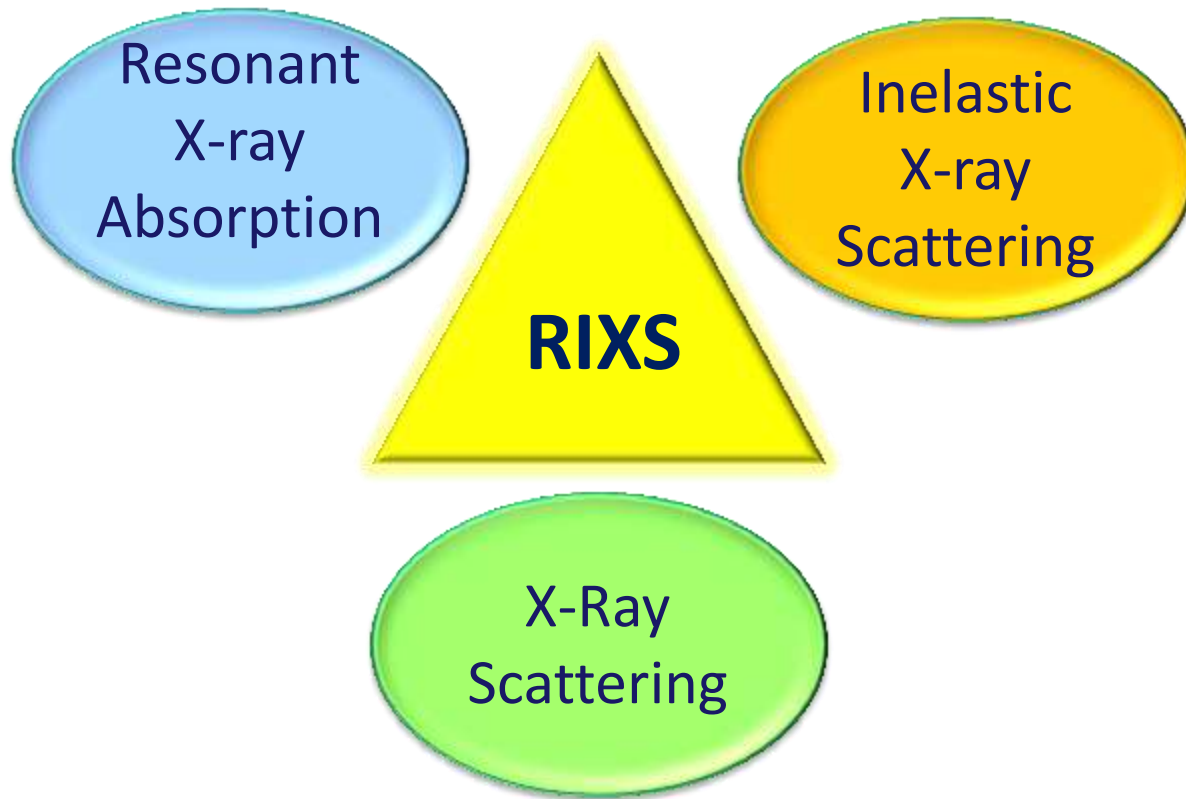 Resonant
X-ray
Absorption
Inelastic
X-ray
Scattering
RIXS
X-Ray
Scattering